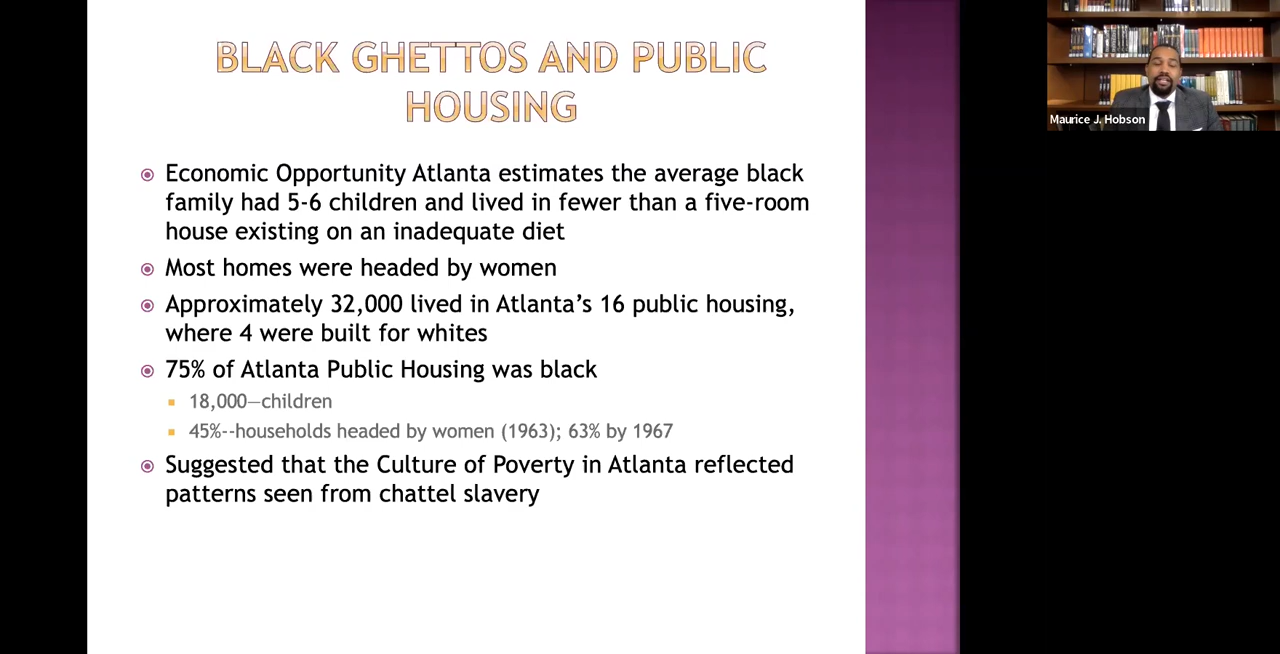 BLACK GHETTOS AND PUBLIC
HOUSING
Economic Opportunity Atlanta estimates the average black
family had 5-6 children and lived in fewer than a five-room
house existing on an inadequate diet
Most homes were headed by women
Approximately 32,000 lived in Atlanta's 16 public housing,
where 4 were built for whites
75% of Atlanta Public Housing was black
18,000—children
45%--households headed by women (1963); 63% by 1967
Suggested that the Culture of Poverty in Atlanta reflected
patterns seen from chattel slavery
Maurice J. Hobson